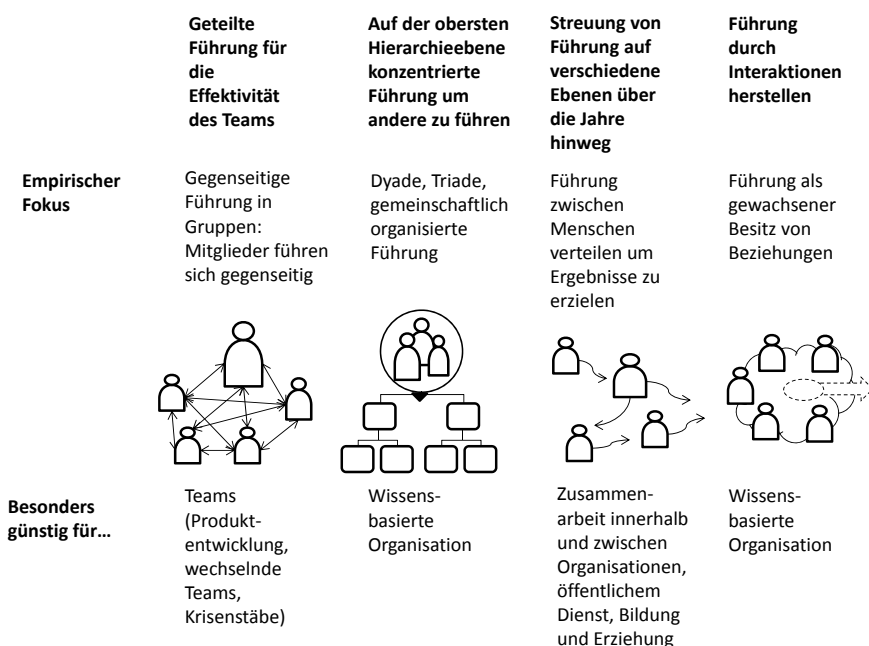 Geteilte
Führung für
die
Effektivität
des Teams
Auf der obersten
Hierarchieebene
konzentrierte
Führung um
andere zu führen
Streuung von
Führung auf
verschiedene
Ebenen über
die Jahre
hinweg
Führung
durch
Interaktionen
herstellen
Empirischer
Fokus
Gegenseitige
Führung in
Gruppen:
Mitglieder führen
sich gegenseitig
Dyade, Triade,
gemeinschaftlich
organisierte
Führung
Führung
zwischen
Menschen
verteilen um
Ergebnisse zu
erzielen
Führung als
gewachsener
Besitz von
Beziehungen
Besonders
günstig für…
Teams
(Produkt-
entwicklung,
wechselnde
Teams,
Krisenstäbe)
Wissens-
basierte
Organisation
Zusammen-
arbeit innerhalb
und zwischen
Organisationen,
öffentlichem
Dienst, Bildung
und Erziehung
Wissens-
basierte
Organisation